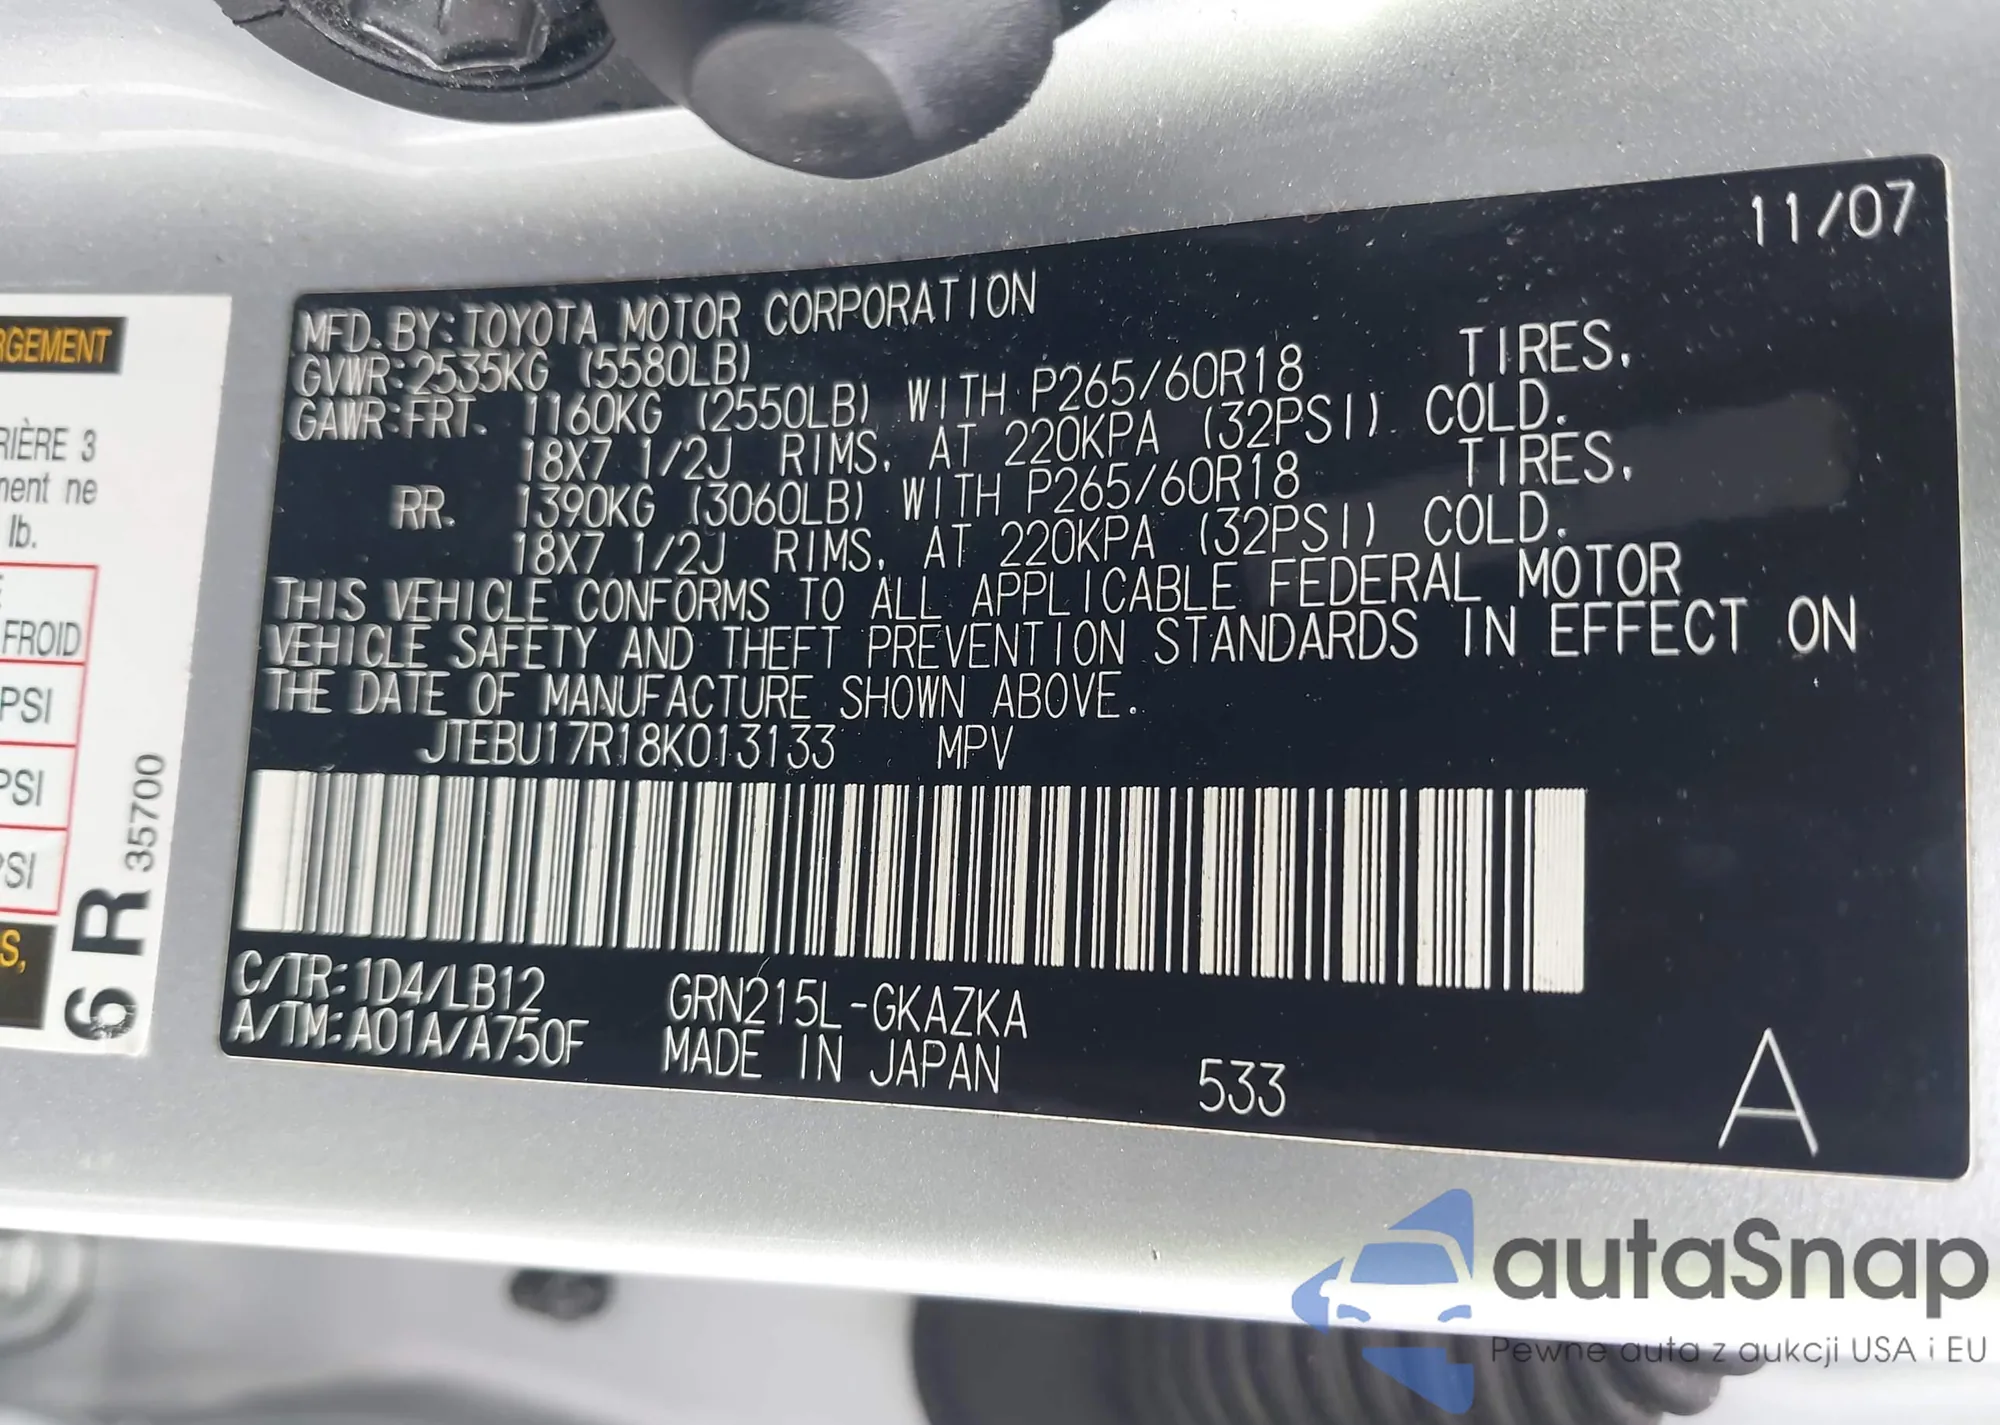 11/07
MFD. BY: TOYOTA MOTOR CORPORATION
GVWR: 2535KG (5580LB)
GAWR: FRT. 1160KG (2550LB) WITH P265/60R18 TIRES,
18X7 1/2J RIMS, AT 220KPA (32PSI) COLD.
RR. 1390KG (3060LB) WITH P265/60R18 TIRES,
18X7 1/2J RIMS, AT 220KPA (32PSI) COLD.
THIS VEHICLE CONFORMS TO ALL APPLICABLE FEDERAL MOTOR
VEHICLE SAFETY AND THEFT PREVENTION STANDARDS IN EFFECT ON
THE DATE OF MANUFACTURE SHOWN ABOVE.
JTEBU17R18K013133 MPV
C/TR: 1D4/LB12 GRN215L-GKAZKA
A/TM: A01A/A750F MADE IN JAPAN 533 A
RGEMENT
RIÈRE 3
ment ne
lb.
FROID
PSI
PSI
PSI
S,
6 R 35700
autaSnap
Pewne auta z aukcji USA i EU